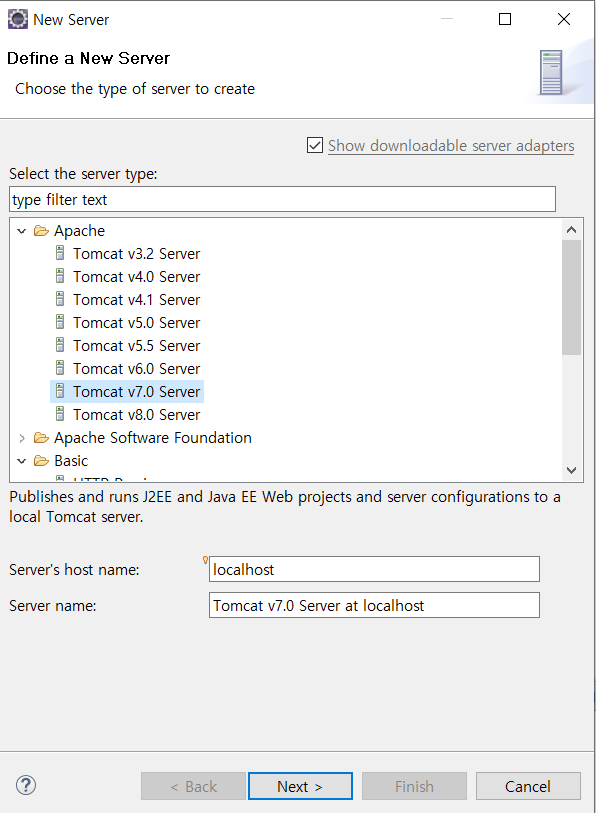 New Server
Define a New Server
Choose the type of server to create
Show downloadable server adapters
Select the server type:
type filter text
Apache
Tomcat v3.2 Server
Tomcat v4.0 Server
Tomcat v4.1 Server
Tomcat v5.0 Server
Tomcat v5.5 Server
Tomcat v6.0 Server
Tomcat v7.0 Server
Tomcat v8.0 Server
Apache Software Foundation
Basic
Publishes and runs J2EE and Java EE Web projects and server configurations to a
local Tomcat server.
Server's host name:
localhost
Server name:
Tomcat v7.0 Server at localhost
?
< Back
Next >
Finish
Cancel